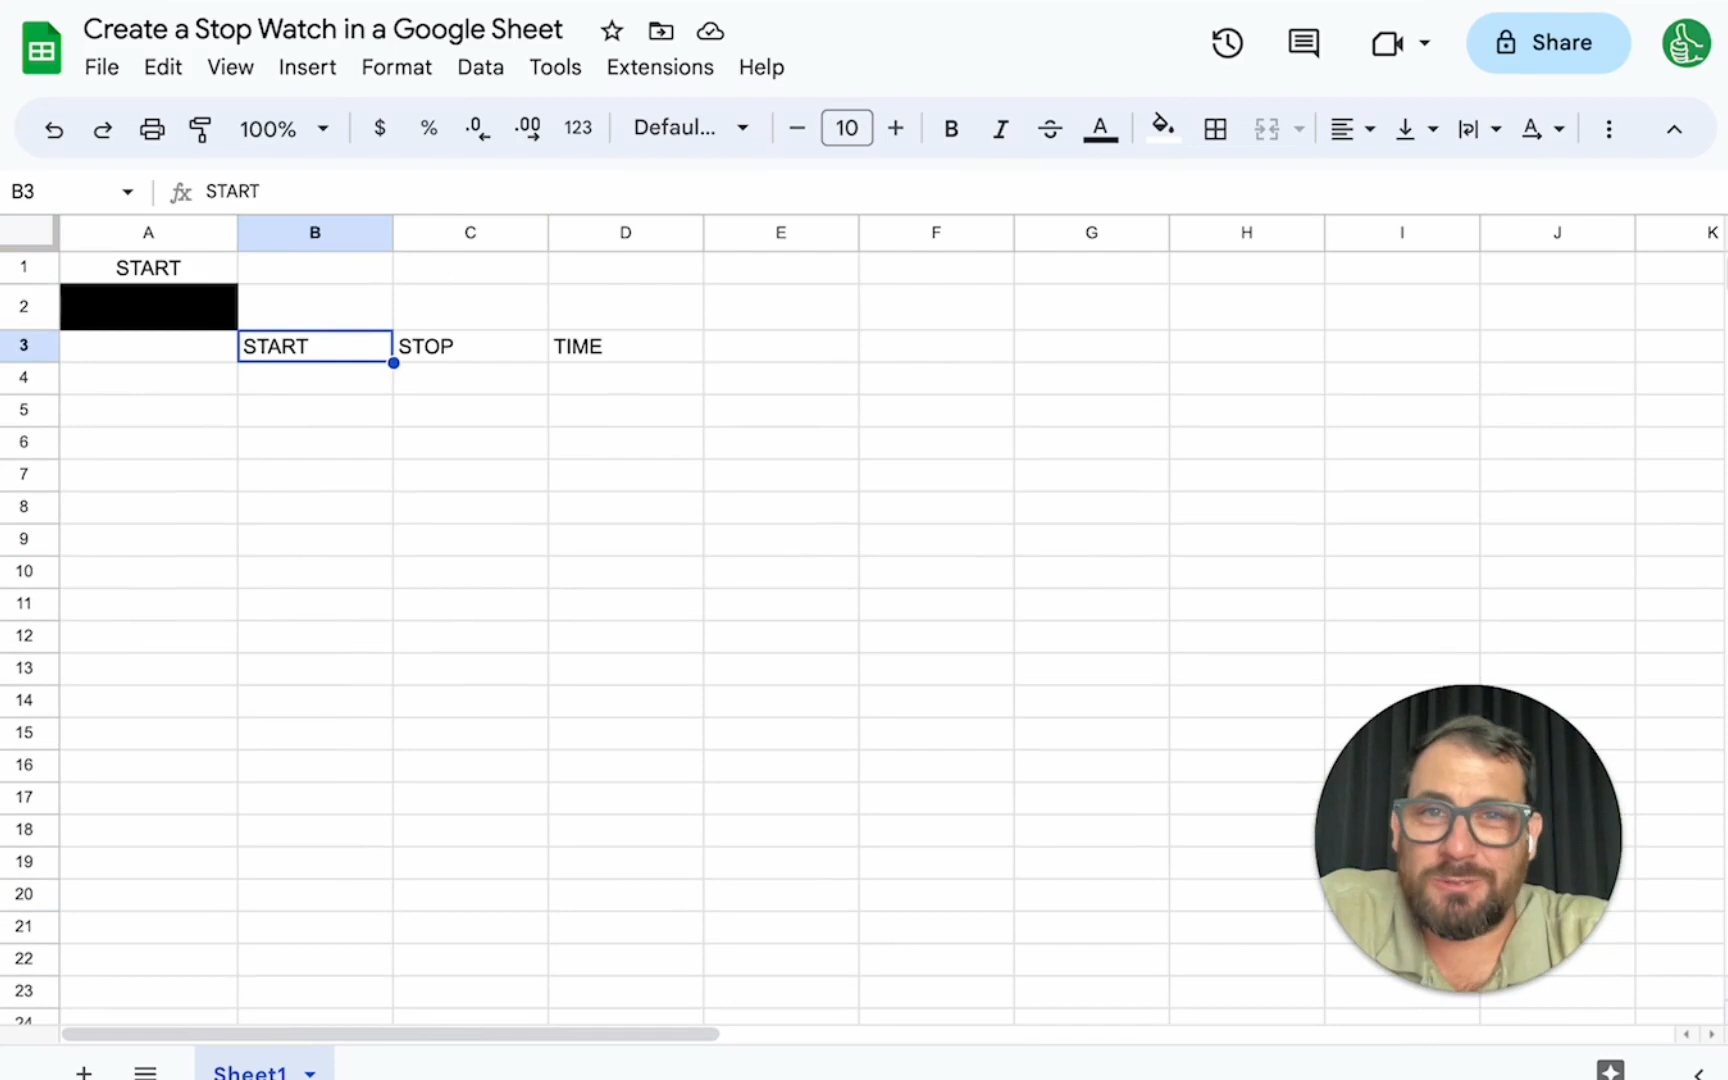 Create a Stop Watch in a Google Sheet
File Edit View Insert Format Data Tools Extensions Help
Share
100% $ % .0 .00 123 Defaul... 10 B I A A
B3 fx START
A B C D E F G H I J K
1 START
2
3 START STOP TIME
4
5
6
7
8
9
10
11
12
13
14
15
16
17
18
19
20
21
22
23
24
Sheet1